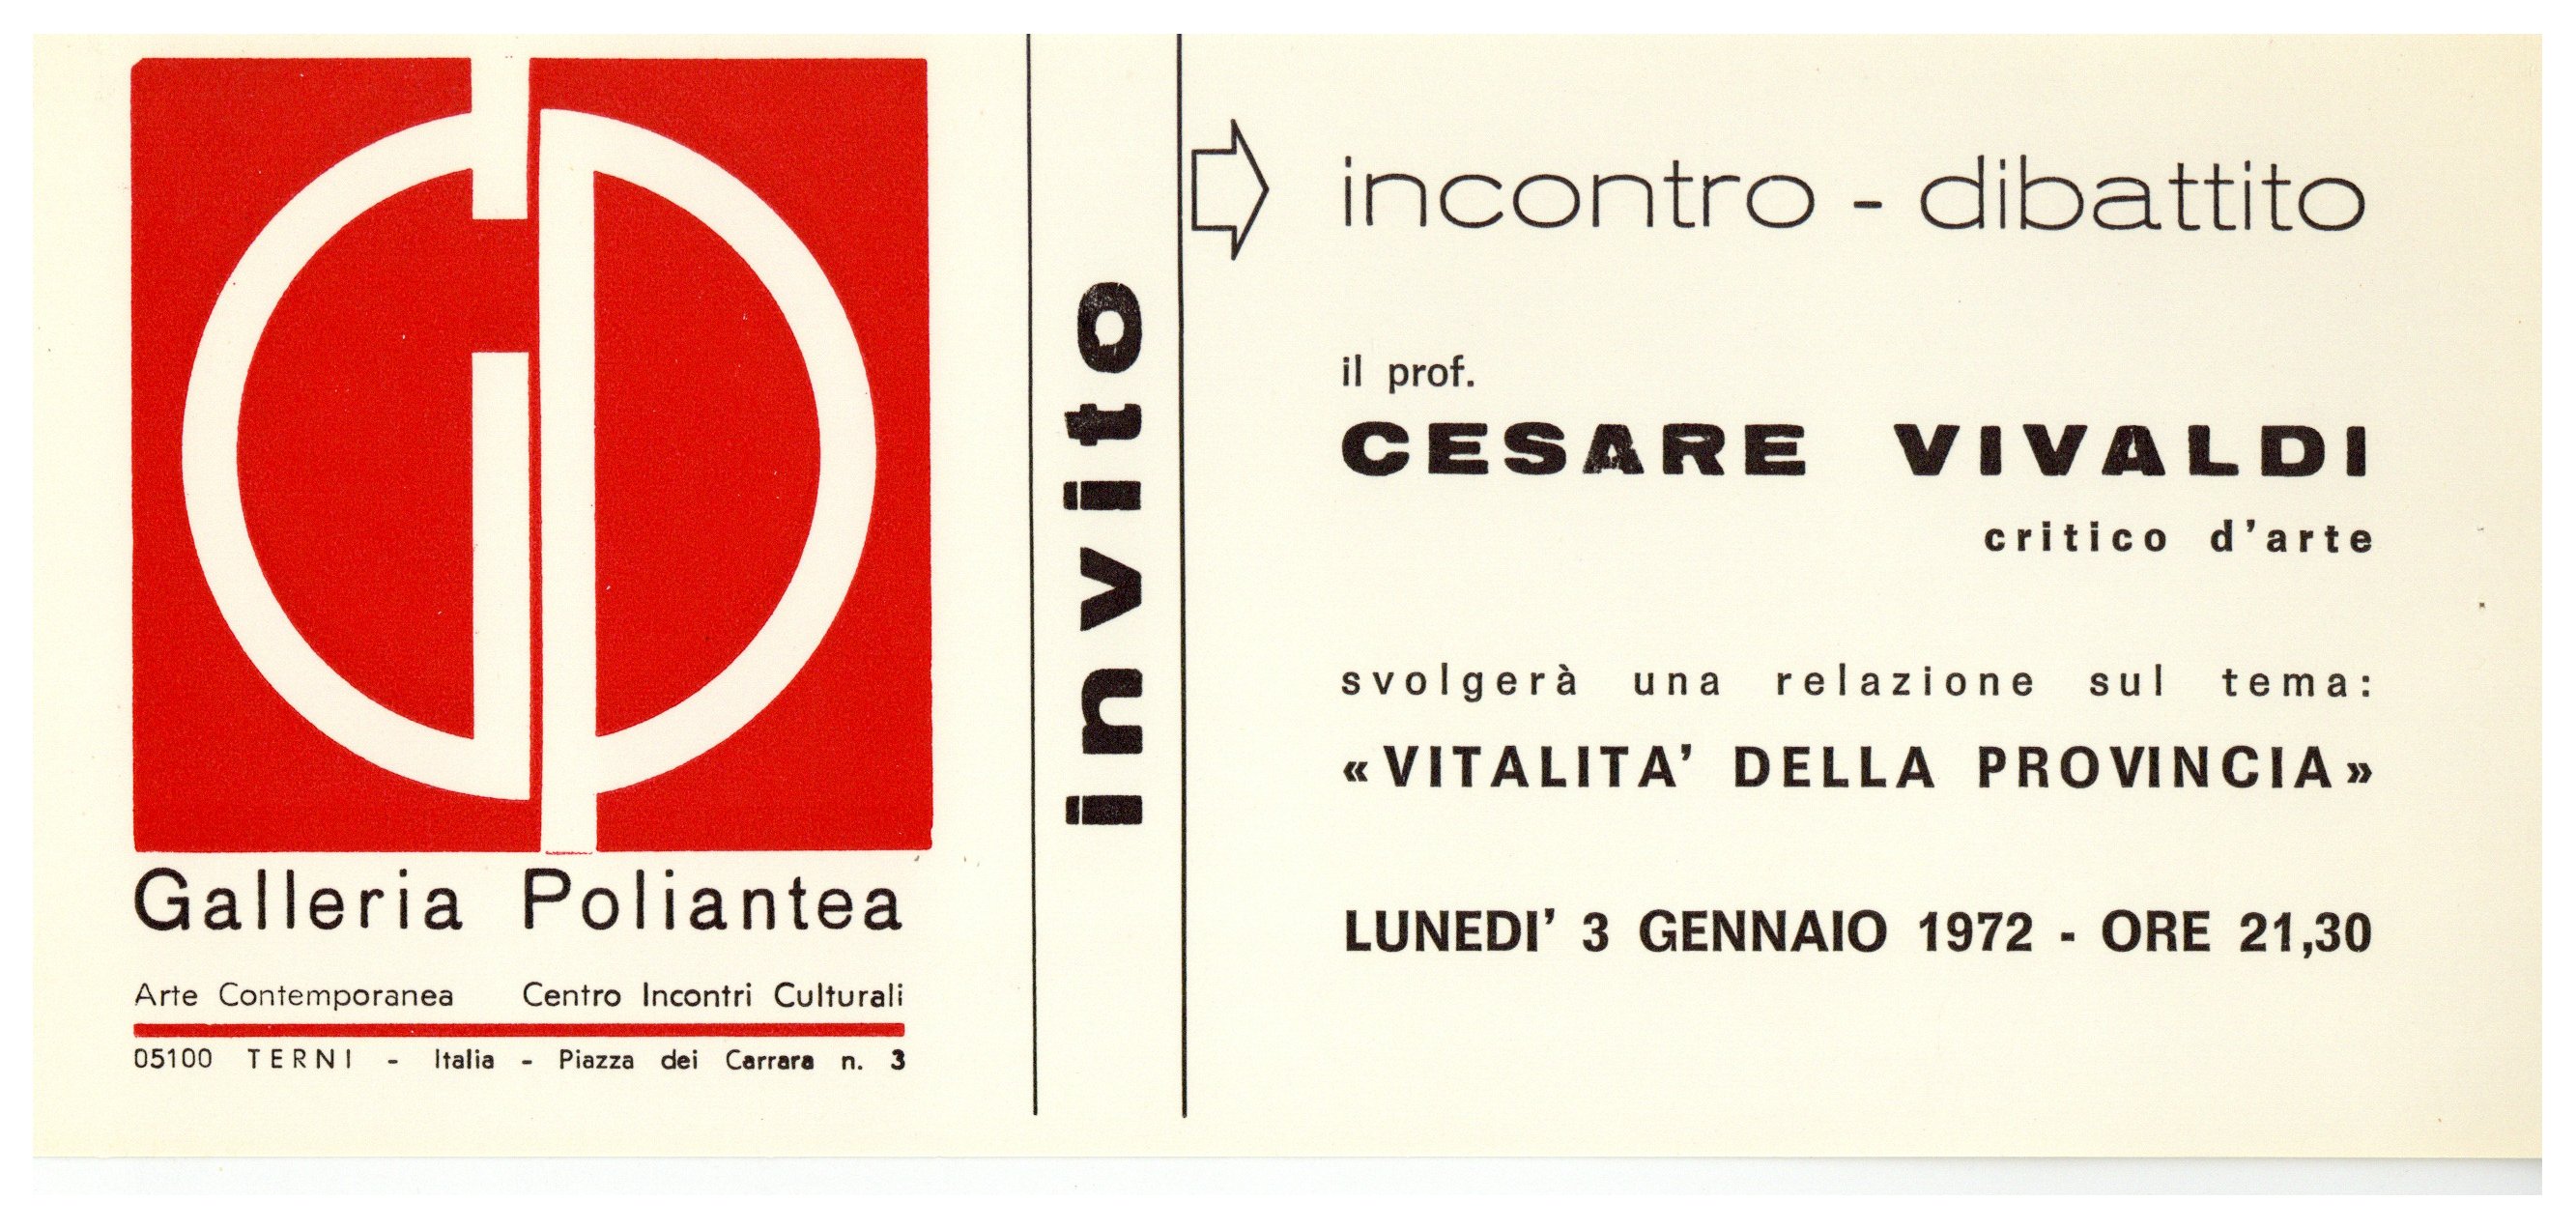 GP
Galleria Poliantea
Arte Contemporanea Centro Incontri Culturali
05100 TERNI - Italia - Piazza dei Carrara n. 3
invito
incontro - dibattito
il prof.
CESARE VIVALDI
critico d'arte
svolgerà una relazione sul tema:
«VITALITA' DELLA PROVINCIA»
LUNEDI' 3 GENNAIO 1972 - ORE 21,30